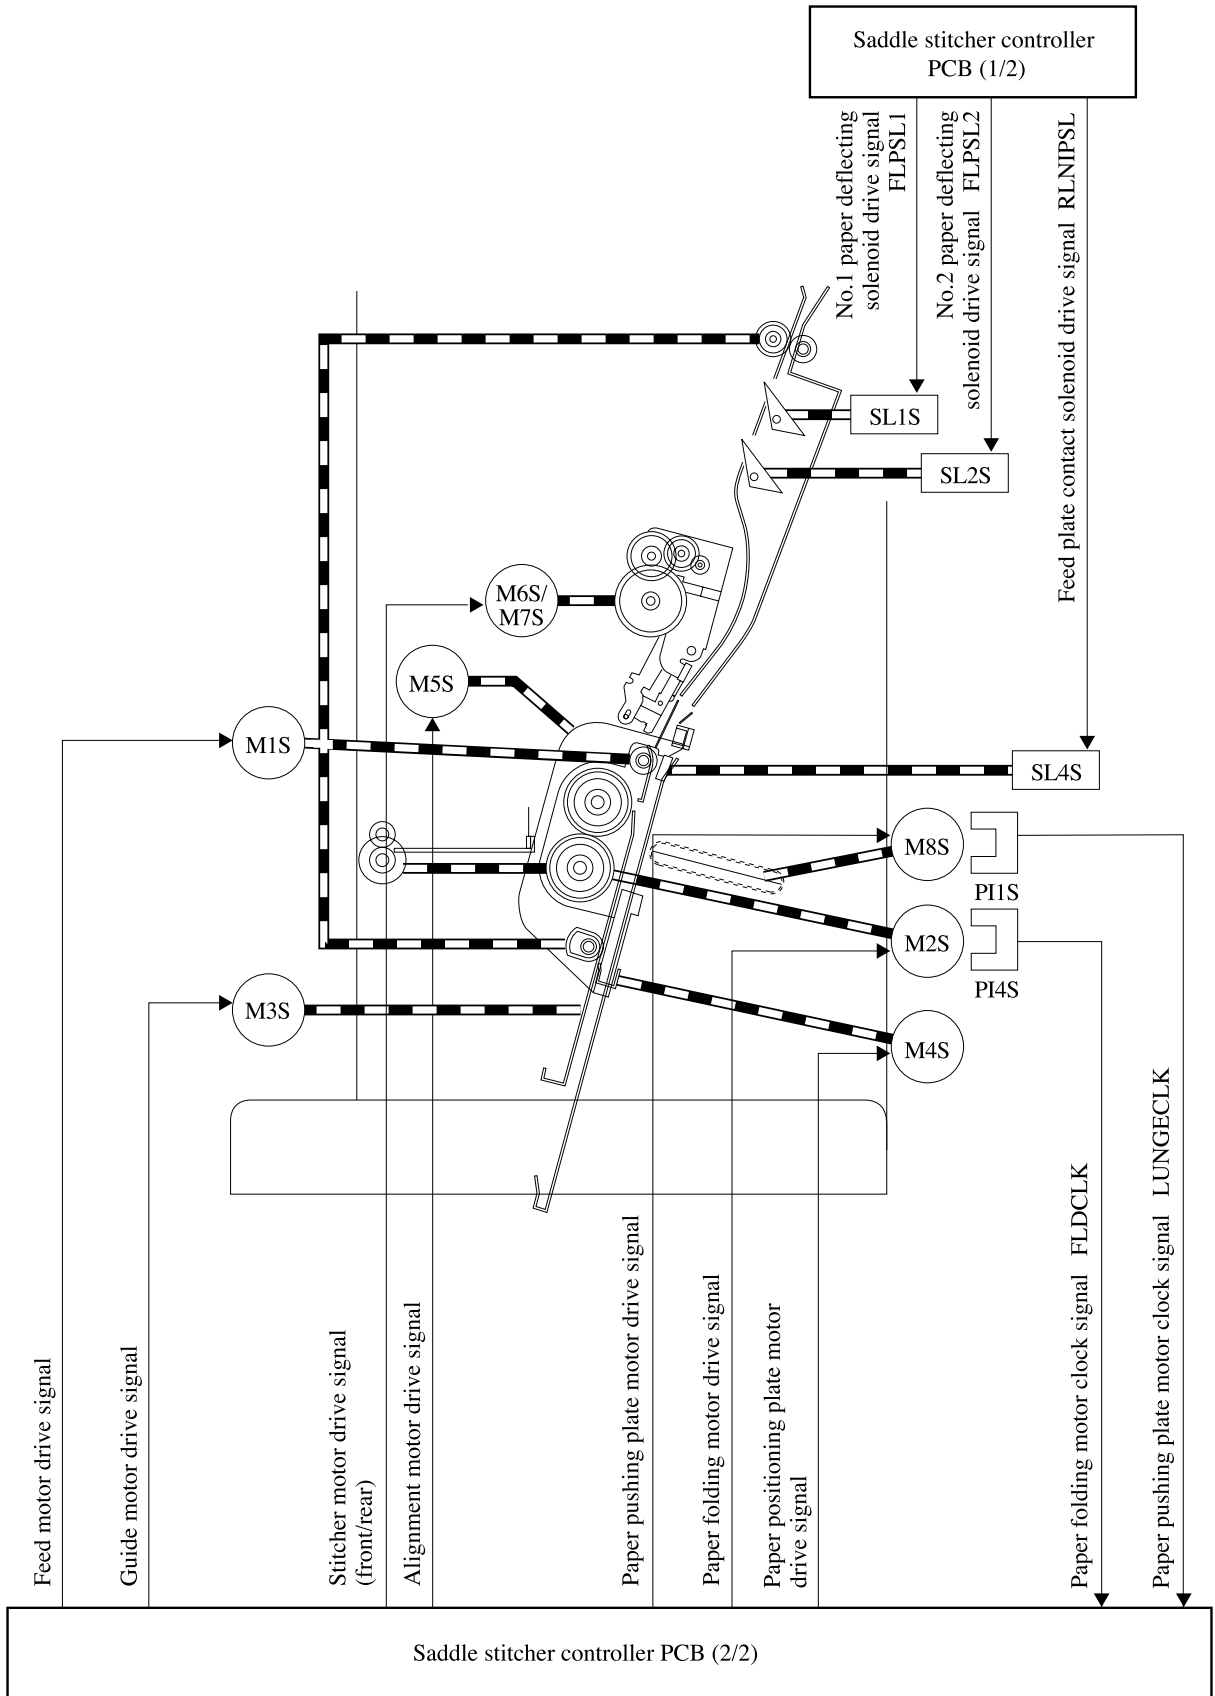 Saddle stitcher controller
PCB (1/2)
No.1 paper deflecting
solenoid drive signal
FLPSL1
No.2 paper deflecting
solenoid drive signal FLPSL2
Feed plate contact solenoid drive signal RLNIPSL
SL1S
SL2S
M6S/
M7S
M5S
M1S
SL4S
M8S
PI1S
M2S
PI4S
M3S
M4S
Feed motor drive signal
Guide motor drive signal
Stitcher motor drive signal
(front/rear)
Alignment motor drive signal
Paper pushing plate motor drive signal
Paper folding motor drive signal
Paper positioning plate motor
drive signal
Paper folding motor clock signal FLDCLK
Paper pushing plate motor clock signal LUNGECLK
Saddle stitcher controller PCB (2/2)